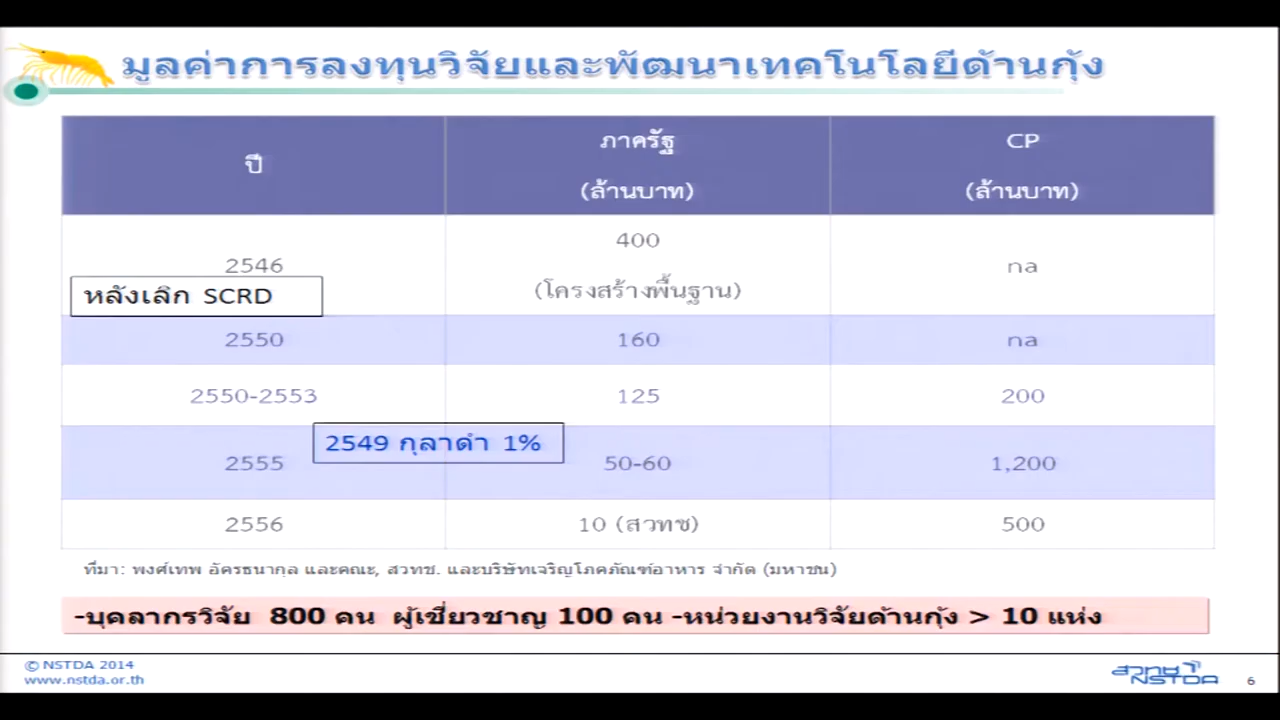 มูลค่าการลงทุนวิจัยและพัฒนาเทคโนโลยีด้านกุ้ง
ปี
ภาครัฐ
(ล้านบาท)
CP
(ล้านบาท)
2546
400
(โครงสร้างพื้นฐาน)
na
หลังเลิก SCRD
2550
160
na
2550-2553
125
200
2549 กุลาดำ 1%
2555
50-60
1,200
2556
10 (สวทช)
500
ที่มา: พงศ์เทพ อัครธนากุล และคณะ, สวทช. และบริษัทเจริญโภคภัณฑ์อาหาร จำกัด (มหาชน)
-บุคลากรวิจัย 800 คน ผู้เชี่ยวชาญ 100 คน -หน่วยงานวิจัยด้านกุ้ง > 10 แห่ง
© NSTDA 2014
www.nstda.or.th
สวทช
NSTDA
6